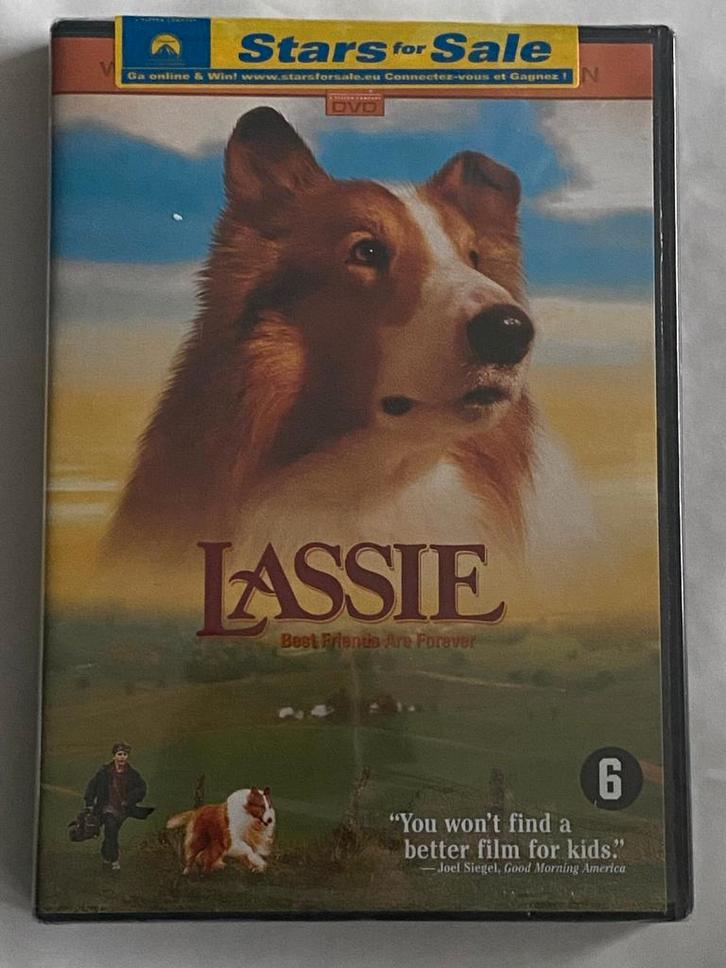 Stars for Sale
Ga online & Win! www.starsforsale.eu Connectez-vous et Gagnez !
DVD
LASSIE
Best Friends Are Forever
6
“You won’t find a
better film for kids.”
— Joel Siegel, Good Morning America